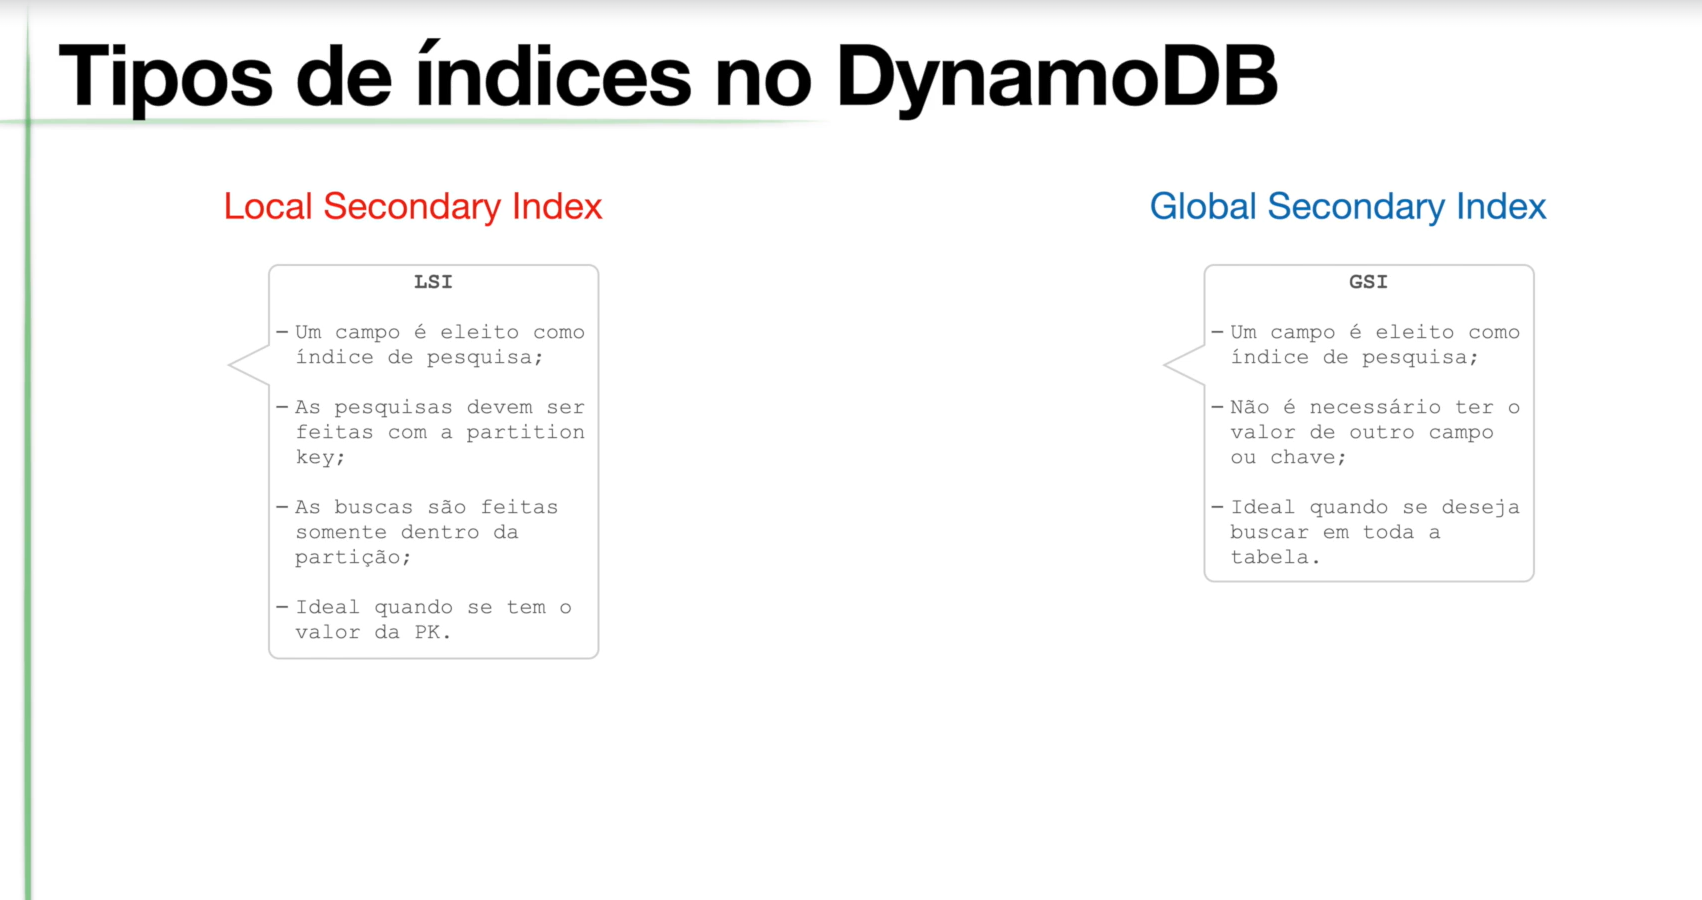 Tipos de índices no DynamoDB
Local Secondary Index
LSI
– Um campo é eleito como
índice de pesquisa;
– As pesquisas devem ser
feitas com a partition
key;
– As buscas são feitas
somente dentro da
partição;
– Ideal quando se tem o
valor da PK.
Global Secondary Index
GSI
– Um campo é eleito como
índice de pesquisa;
– Não é necessário ter o
valor de outro campo
ou chave;
– Ideal quando se deseja
buscar em toda a
tabela.